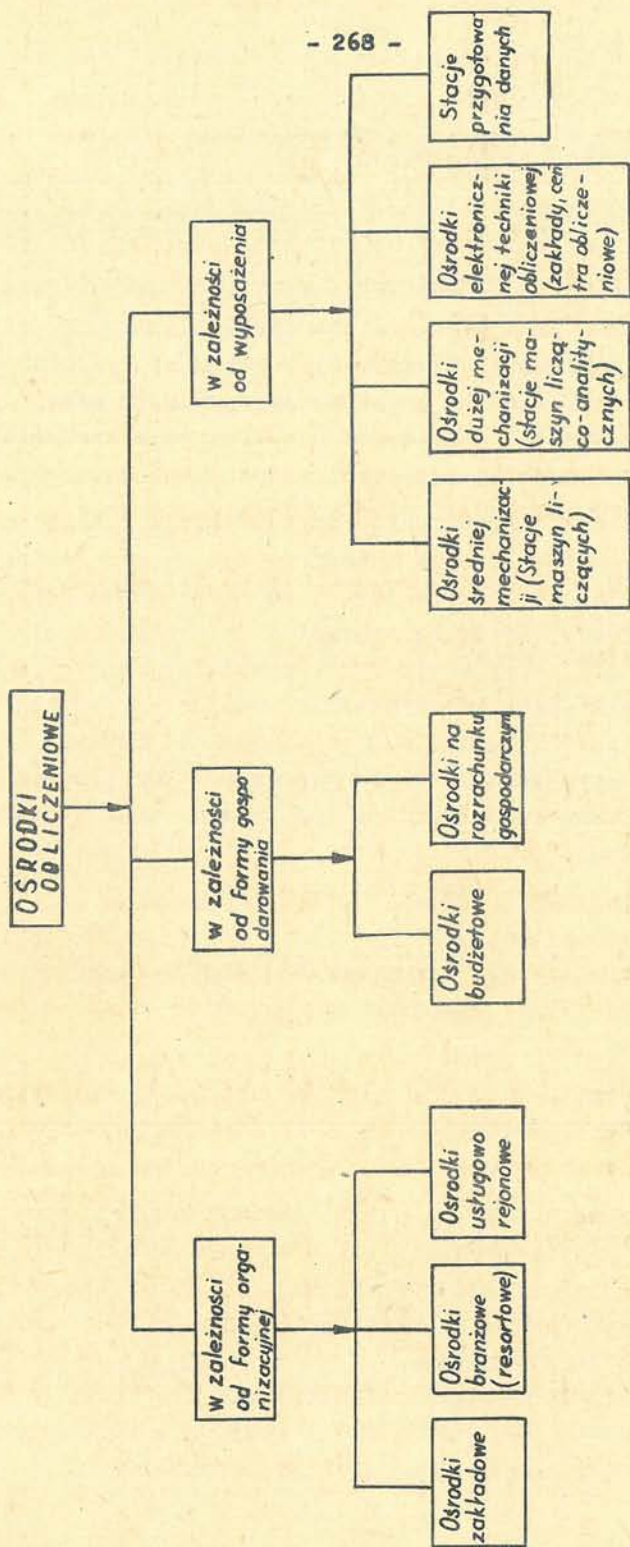 - 268 -
OŚRODKI
OBLICZENIOWE
W zależności
od formy orga-
nizacyjnej
W zależności
od formy gospo-
darowania
W zależności
od wyposażenia
Ośrodki
zakładowe
Ośrodki
branżowe
(resortowe)
Ośrodki
usługowo
rejonowe
Ośrodki
budżetowe
Ośrodki na
rozrachunku
gospodarczym
Ośrodki
średniej
mechanizac-
ji (Stacje
maszyn li-
czących)
Ośrodki
dużej me-
chanizacji
(stacje ma-
szyn liczą-
co-anality-
cznych)
Ośrodki
elektronicz-
nej techniki
obliczeniowej
(zakłady, cen
tra oblicze-
niowe)
Stacje
przygotowa
nia danych